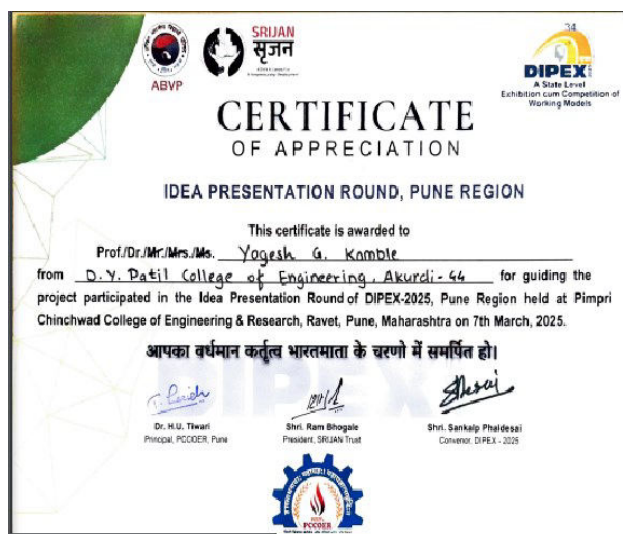 ABVP
SRIJAN
सृजन
34
DIPEX
A State Level
Exhibition cum Competition of
Working Models
CERTIFICATE
OF APPRECIATION
IDEA PRESENTATION ROUND, PUNE REGION
This certificate is awarded to
Prof./Dr./Mr./Mrs./Ms. Yogesh G. Kamble
from D.Y. Patil College of Engineering, Akurdi-44 for guiding the
project participated in the Idea Presentation Round of DIPEX-2025, Pune Region held at Pimpri
Chinchwad College of Engineering & Research, Ravet, Pune, Maharashtra on 7th March, 2025.
आपका वर्धमान कर्तृत्व भारतमाता के चरणो में समर्पित हो।
DIPEX
Dr. H.U. Tiwari
Shri. Ram Bhogale
Shri. Sankalp Phaldesai
Principal, PCCOER, Pune
President, SRIJAN Trust
Convenor, DIPEX - 2025
PCCOER